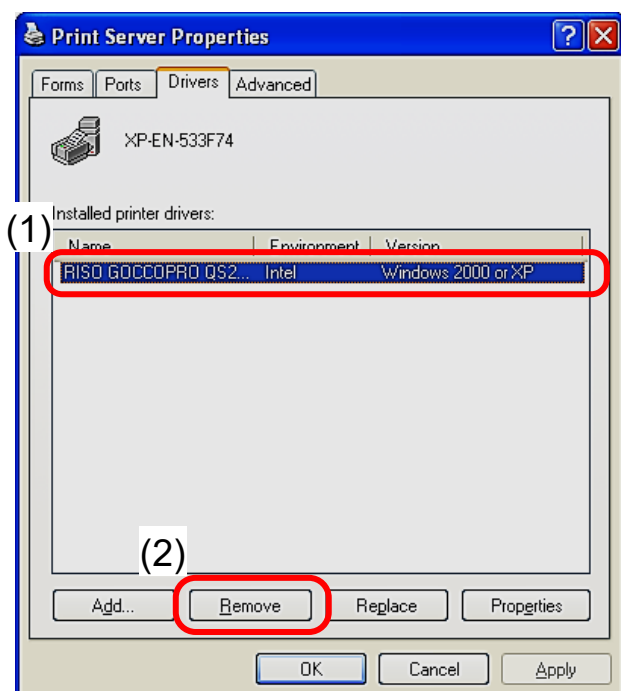 Print Server Properties
Forms Ports Drivers Advanced
XP-EN-533F74
Installed printer drivers:
(1)
Name Environment Version
RISO GOCCOPRO QS2... Intel Windows 2000 or XP
(2)
Add... Remove Replace Properties
OK Cancel Apply